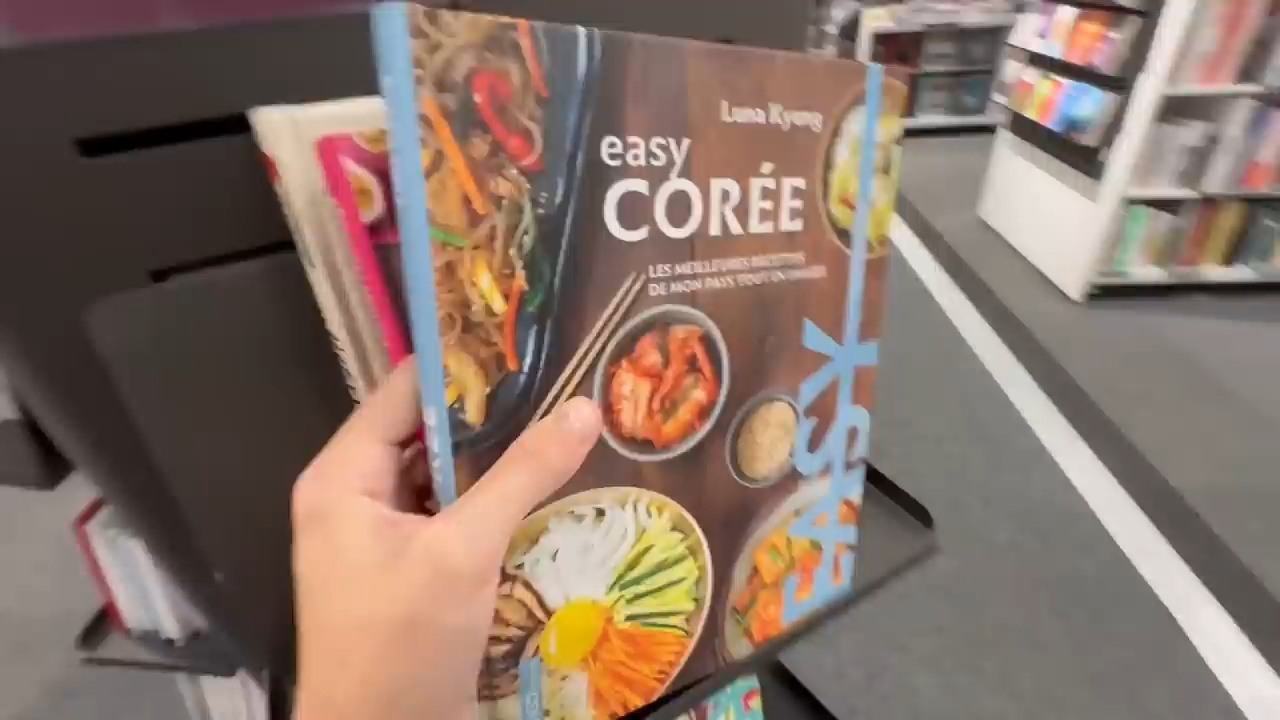 Luna Kyung
easy
CORÉE
LES MEILLEURES RECETTES
DE MON PAYS TOUT EN IMAGES
EASY